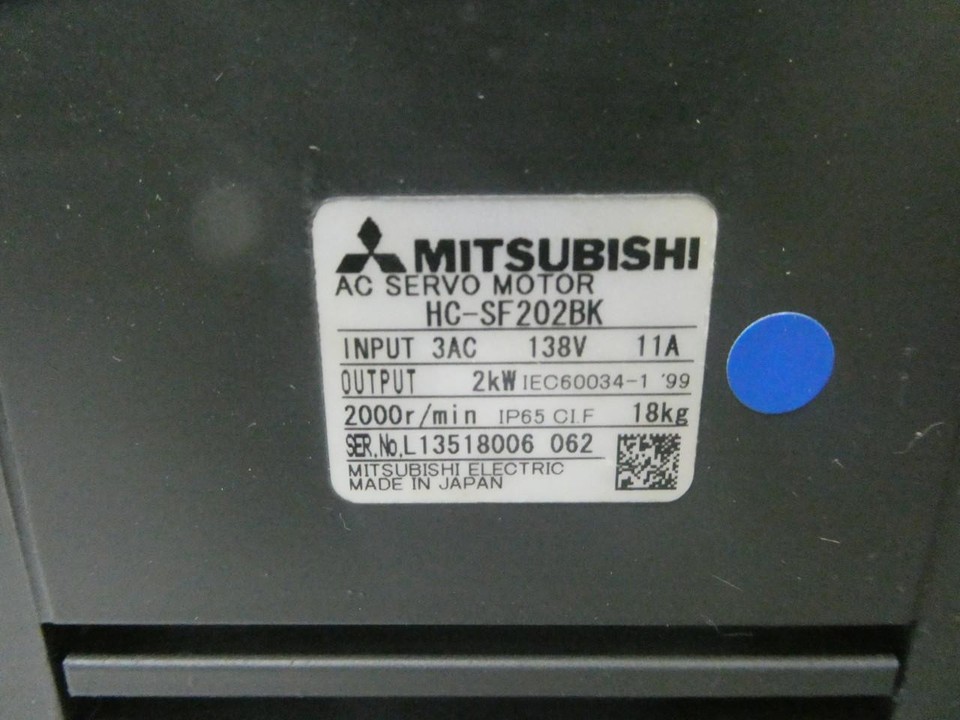 MITSUBISHI
AC SERVO MOTOR
HC-SF202BK
INPUT 3AC 138V 11A
OUTPUT 2kW IEC60034-1 '99
2000r/min IP65 CI.F 18kg
SER.No.L13518006 062
MITSUBISHI ELECTRIC
MADE IN JAPAN